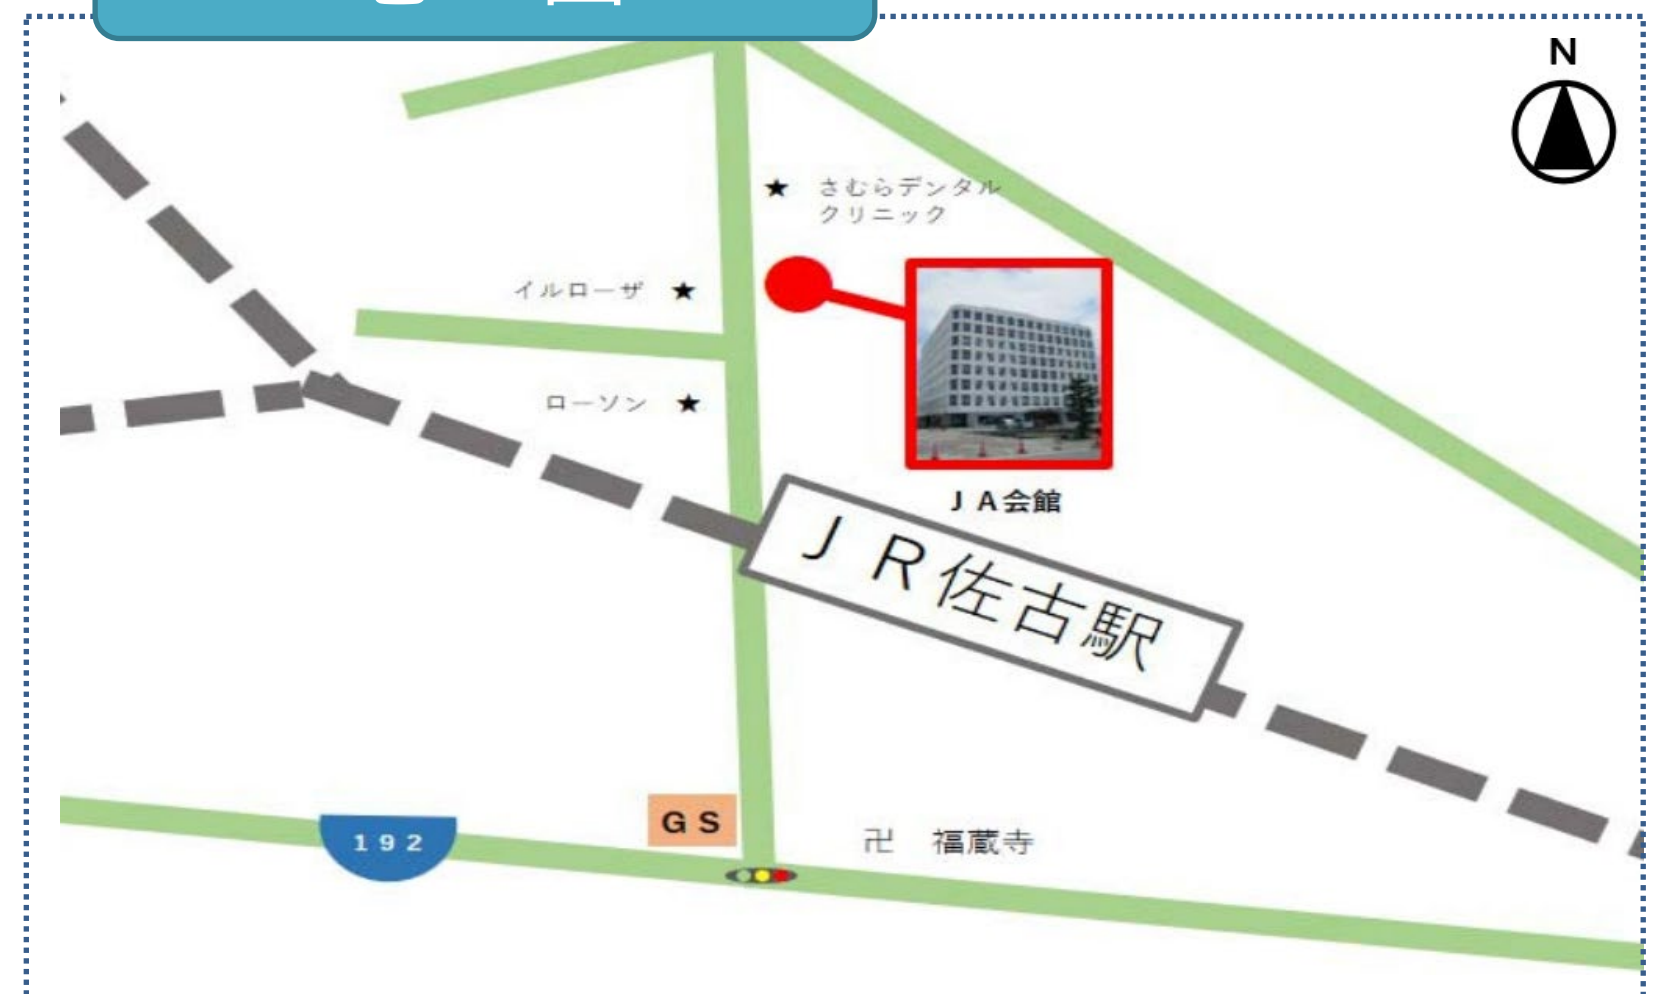 N
さむらデンタル
クリニック
イルローザ
ローソン
ＪＡ会館
ＪＲ佐古駅
ＧＳ
192
卍　福蔵寺